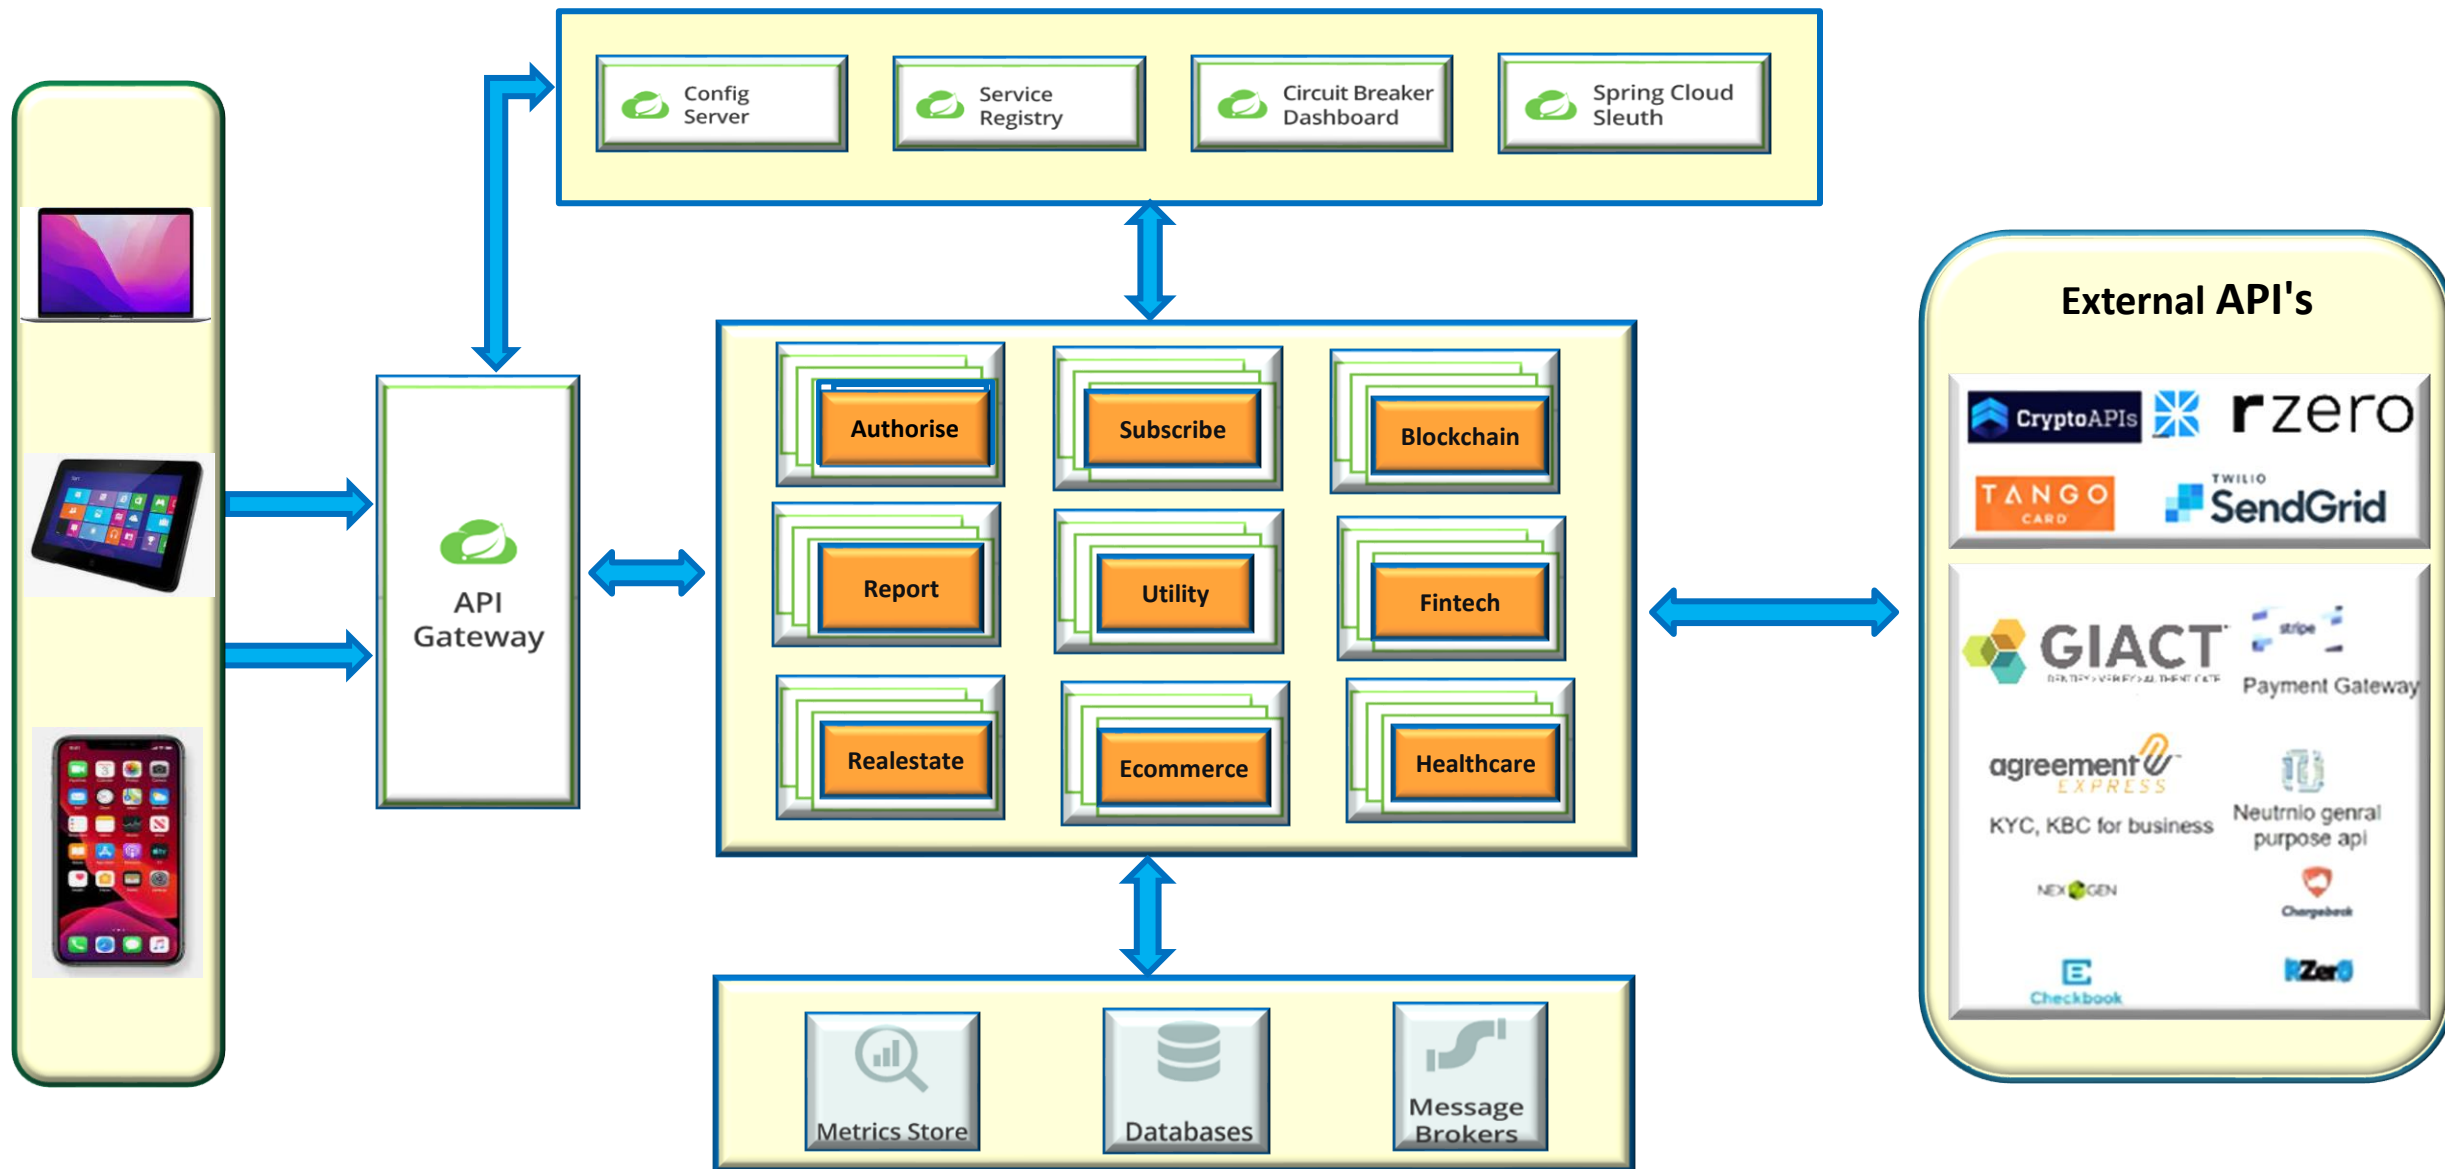 Config
Server
Service
Registry
Circuit Breaker
Dashboard
Spring Cloud
Sleuth
API
Gateway
Authorise
Subscribe
Blockchain
Report
Utility
Fintech
Realestate
Ecommerce
Healthcare
Metrics Store
Databases
Message
Brokers
External API's
CryptoAPIs
rzero
TANGO
CARD
TWILIO
SendGrid
GIACT
stripe
Payment Gateway
agreement
EXPRESS
KYC, KBC for business
Neutrnio genral
purpose api
NEXGEN
Chargeback
Checkbook
RZer0